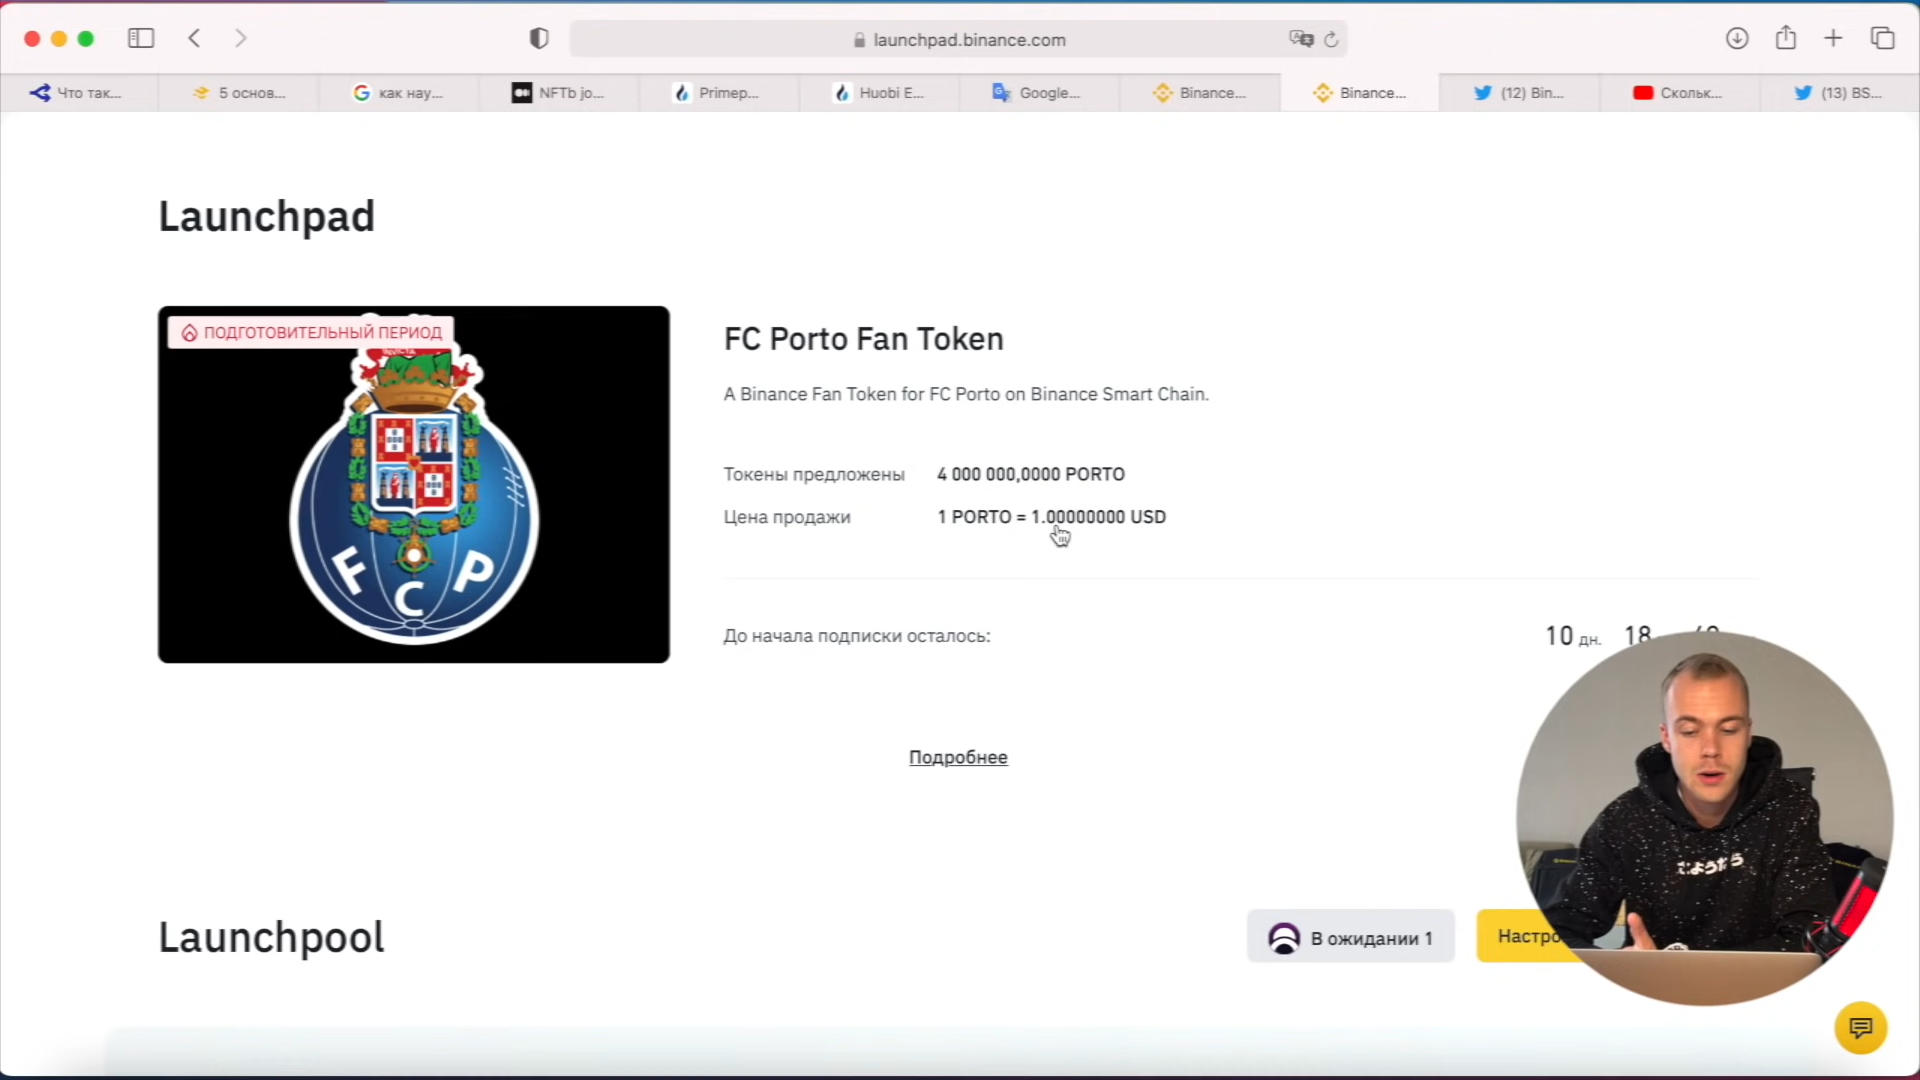 launchpad.binance.com
Что так...
5 основ...
как нау...
NFTb jo...
Primep...
Huobi E...
Google...
Binance...
Binance...
(12) Bin...
Скольк...
(13) BS...
Launchpad
ПОДГОТОВИТЕЛЬНЫЙ ПЕРИОД
INVICTA
F C P
FC Porto Fan Token
A Binance Fan Token for FC Porto on Binance Smart Chain.
Токены предложены 4 000 000,0000 PORTO
Цена продажи 1 PORTO = 1.00000000 USD
До начала подписки осталось: 10 дн. 18
Подробнее
Launchpool
В ожидании 1
Настро